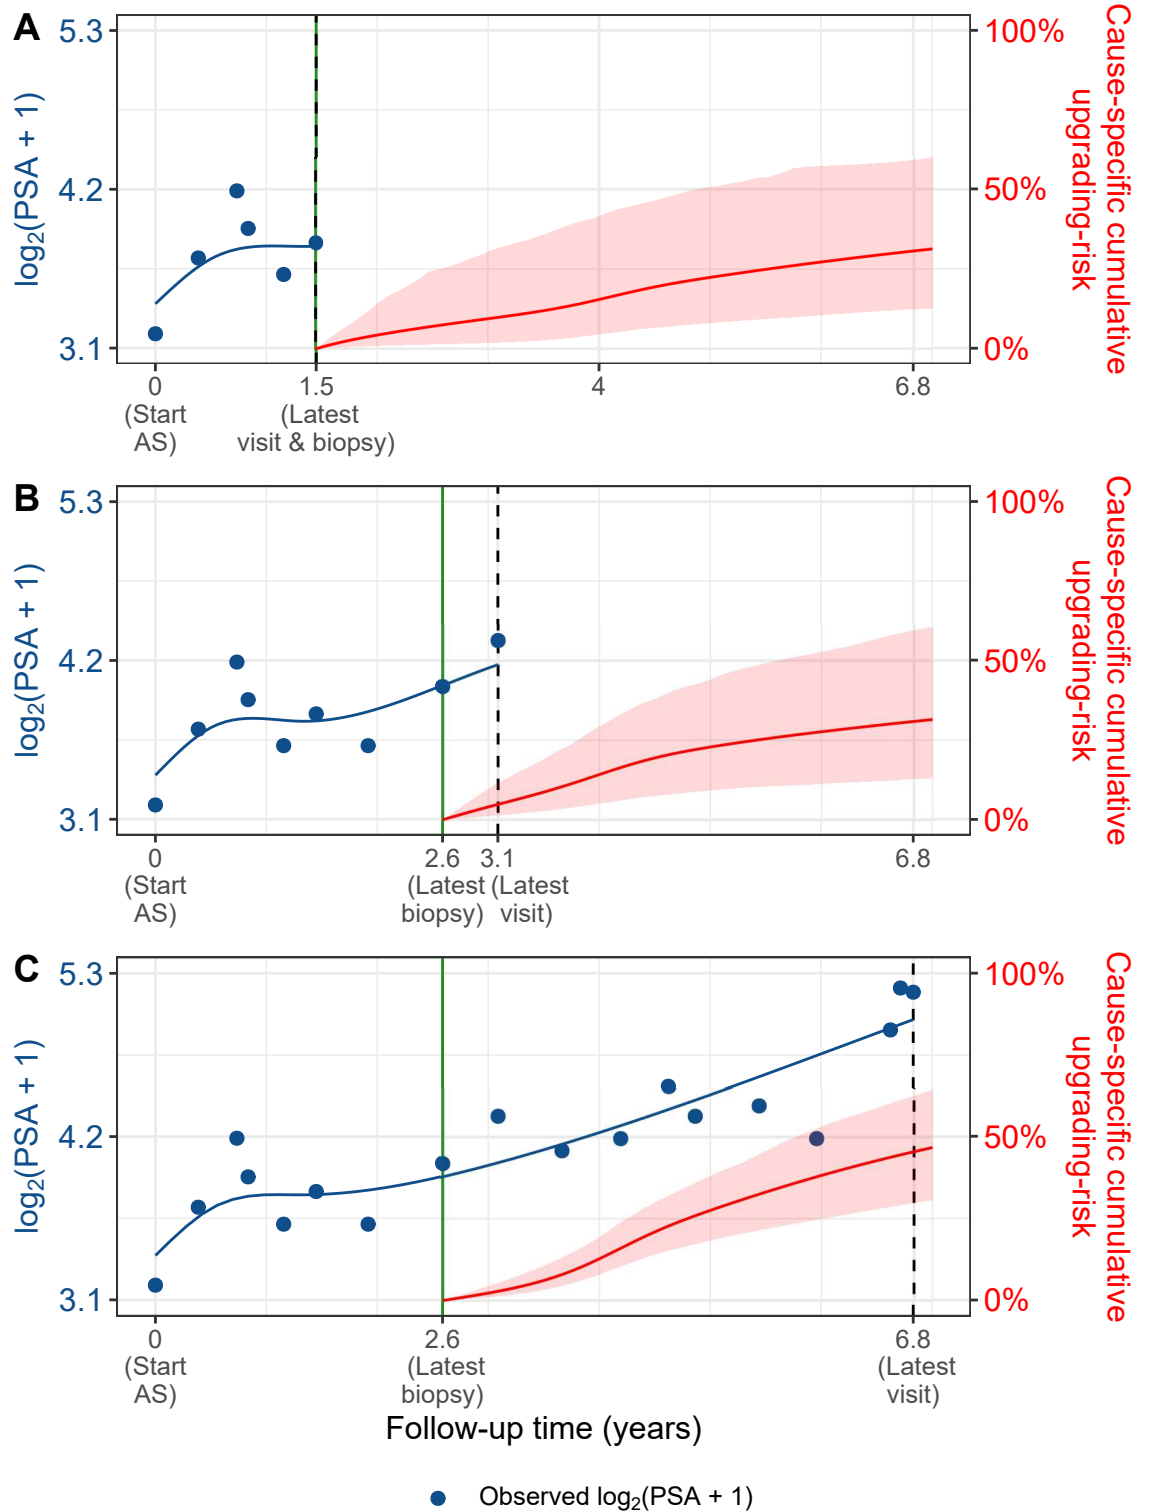 A
5.3
4.2
3.1
log₂(PSA + 1)
100%
50%
0%
Cause-specific cumulative
upgrading-risk
0
(Start
AS)
1.5
(Latest
visit & biopsy)
4
6.8
B
5.3
4.2
3.1
log₂(PSA + 1)
100%
50%
0%
Cause-specific cumulative
upgrading-risk
0
(Start
AS)
2.6
(Latest
biopsy)
3.1
(Latest
visit)
6.8
C
5.3
4.2
3.1
log₂(PSA + 1)
100%
50%
0%
Cause-specific cumulative
upgrading-risk
0
(Start
AS)
2.6
(Latest
biopsy)
6.8
(Latest
visit)
Follow-up time (years)
Observed log₂(PSA + 1)